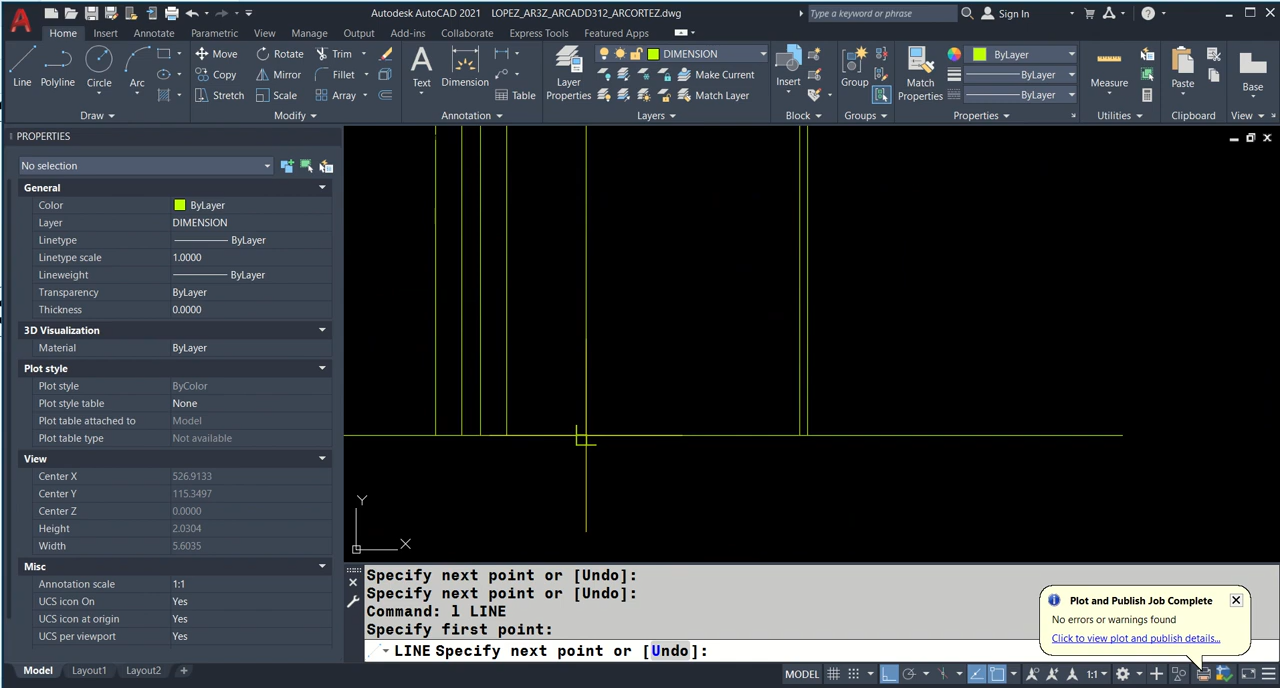 Autodesk AutoCAD 2021 LOPEZ_AR3Z_ARCADD312_ARCORTEZ.dwg
Type a keyword or phrase
Sign In
Home Insert Annotate Parametric View Manage Output Add-ins Collaborate Express Tools Featured Apps
Line
Polyline
Circle
Arc
Move
Rotate
Trim
Copy
Mirror
Fillet
Stretch
Scale
Array
Text
Dimension
Table
Layer Properties
DIMENSION
Make Current
Match Layer
Insert
Group
Match Properties
ByLayer
ByLayer
ByLayer
Measure
Paste
Base
Draw
Modify
Annotation
Layers
Block
Groups
Properties
Utilities
Clipboard
View
PROPERTIES
No selection
General
Color ByLayer
Layer DIMENSION
Linetype ByLayer
Linetype scale 1.0000
Lineweight ByLayer
Transparency ByLayer
Thickness 0.0000
3D Visualization
Material ByLayer
Plot style
Plot style ByColor
Plot style table None
Plot table attached to Model
Plot table type Not available
View
Center X 526.9133
Center Y 115.3497
Center Z 0.0000
Height 2.0304
Width 5.6035
Misc
Annotation scale 1:1
UCS icon On Yes
UCS icon at origin Yes
UCS per viewport Yes
Y
X
Specify next point or [Undo]:
Specify next point or [Undo]:
Command: l LINE
Specify first point:
LINE Specify next point or [Undo]:
Plot and Publish Job Complete
No errors or warnings found
Click to view plot and publish details...
Model Layout1 Layout2 +
MODEL
1:1